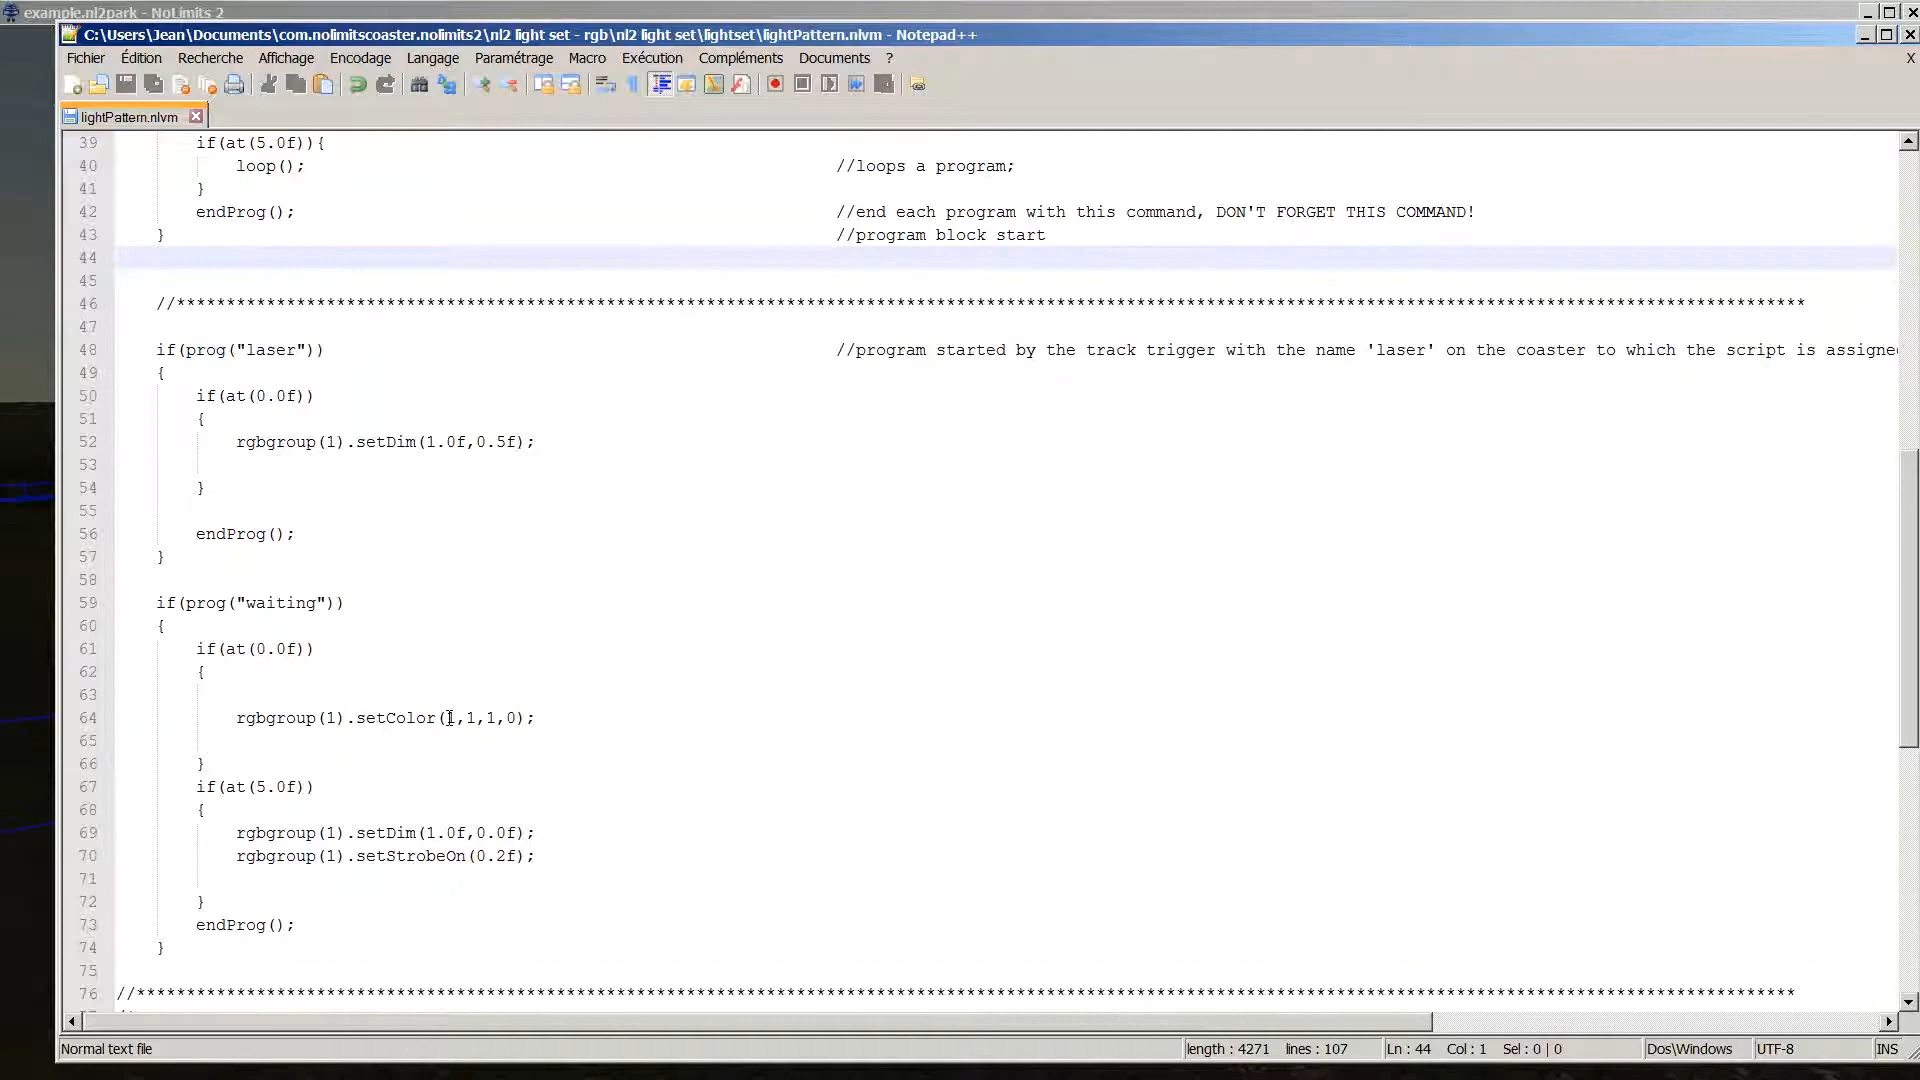 example.nl2park - NoLimits 2
C:\Users\Jean\Documents\com.nolimitscoaster.nolimits2\nl2 light set - rgb\nl2 light set\lightset\lightPattern.nlvm - Notepad++
Fichier Édition Recherche Affichage Encodage Langage Paramétrage Macro Exécution Compléments Documents ? X
lightPattern.nlvm
39 if(at(5.0f)){
40 loop(); //loops a program;
41 }
42 endProg(); //end each program with this command, DON'T FORGET THIS COMMAND!
43 } //program block start
44
45
46 //*******************************************************************************************************************************************************************
47
48 if(prog("laser")) //program started by the track trigger with the name 'laser' on the coaster to which the script is assigne
49 {
50 if(at(0.0f))
51 {
52 rgbgroup(1).setDim(1.0f,0.5f);
53
54 }
55
56 endProg();
57 }
58
59 if(prog("waiting"))
60 {
61 if(at(0.0f))
62 {
63
64 rgbgroup(1).setColor(1,1,1,0);
65
66 }
67 if(at(5.0f))
68 {
69 rgbgroup(1).setDim(1.0f,0.0f);
70 rgbgroup(1).setStrobeOn(0.2f);
71
72 }
73 endProg();
74 }
75
76 //**********************************************************************************************************************************************************************
Normal text file length : 4271 lines : 107 Ln : 44 Col : 1 Sel : 0 | 0 Dos\Windows UTF-8 INS